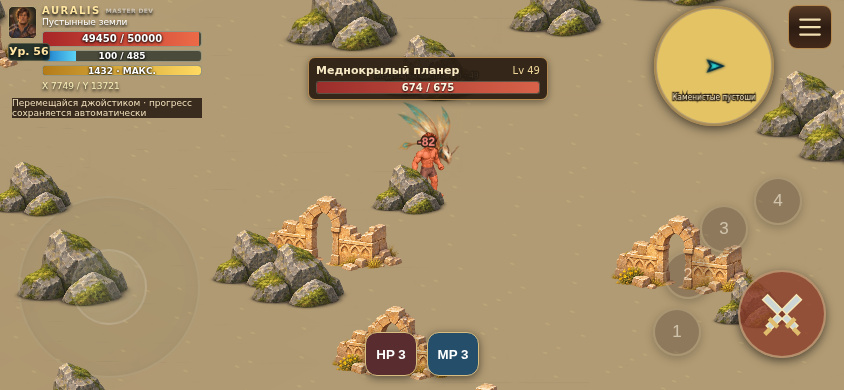 AURALIS MASTER DEV
Пустынные земли
49450 / 50000
Ур. 56
100 / 485
1432 · МАКС.
X 7749 / Y 13721
Перемещайся джойстиком · прогресс
сохраняется автоматически
Меднокрылый планер Lv 49
674 / 675
-82
Каменистые пустоши
4
3
2
1
HP 3
MP 3